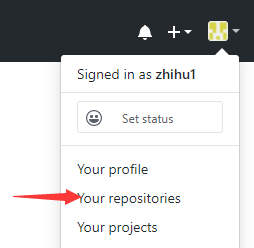 Signed in as zhihu1
Set status
Your profile
Your repositories
Your projects